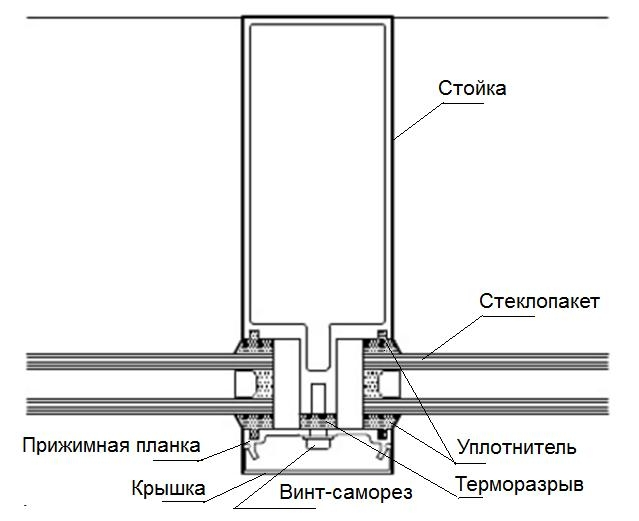 Стойка
Стеклопакет
Прижимная планка
Уплотнитель
Крышка
Винт-саморез
Терморазрыв